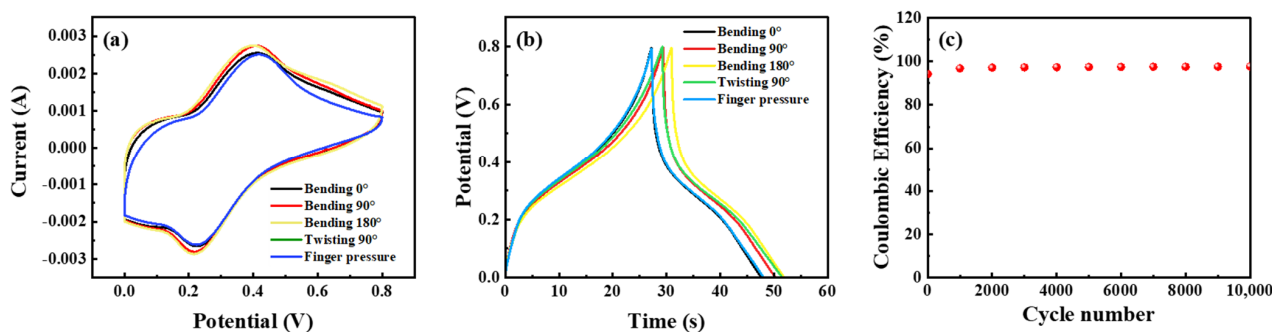 (a)
Current (A)
0.003
0.002
0.001
0.000
-0.001
-0.002
-0.003
Bending 0°
Bending 90°
Bending 180°
Twisting 90°
Finger pressure
0.0 0.2 0.4 0.6 0.8
Potential (V)
(b)
Potential (V)
0.8
0.6
0.4
0.2
0.0
Bending 0°
Bending 90°
Bending 180°
Twisting 90°
Finger pressure
0 10 20 30 40 50 60
Time (s)
(c)
Coulombic Efficiency (%)
120
100
80
60
40
20
0
0 2000 4000 6000 8000 10,000
Cycle number